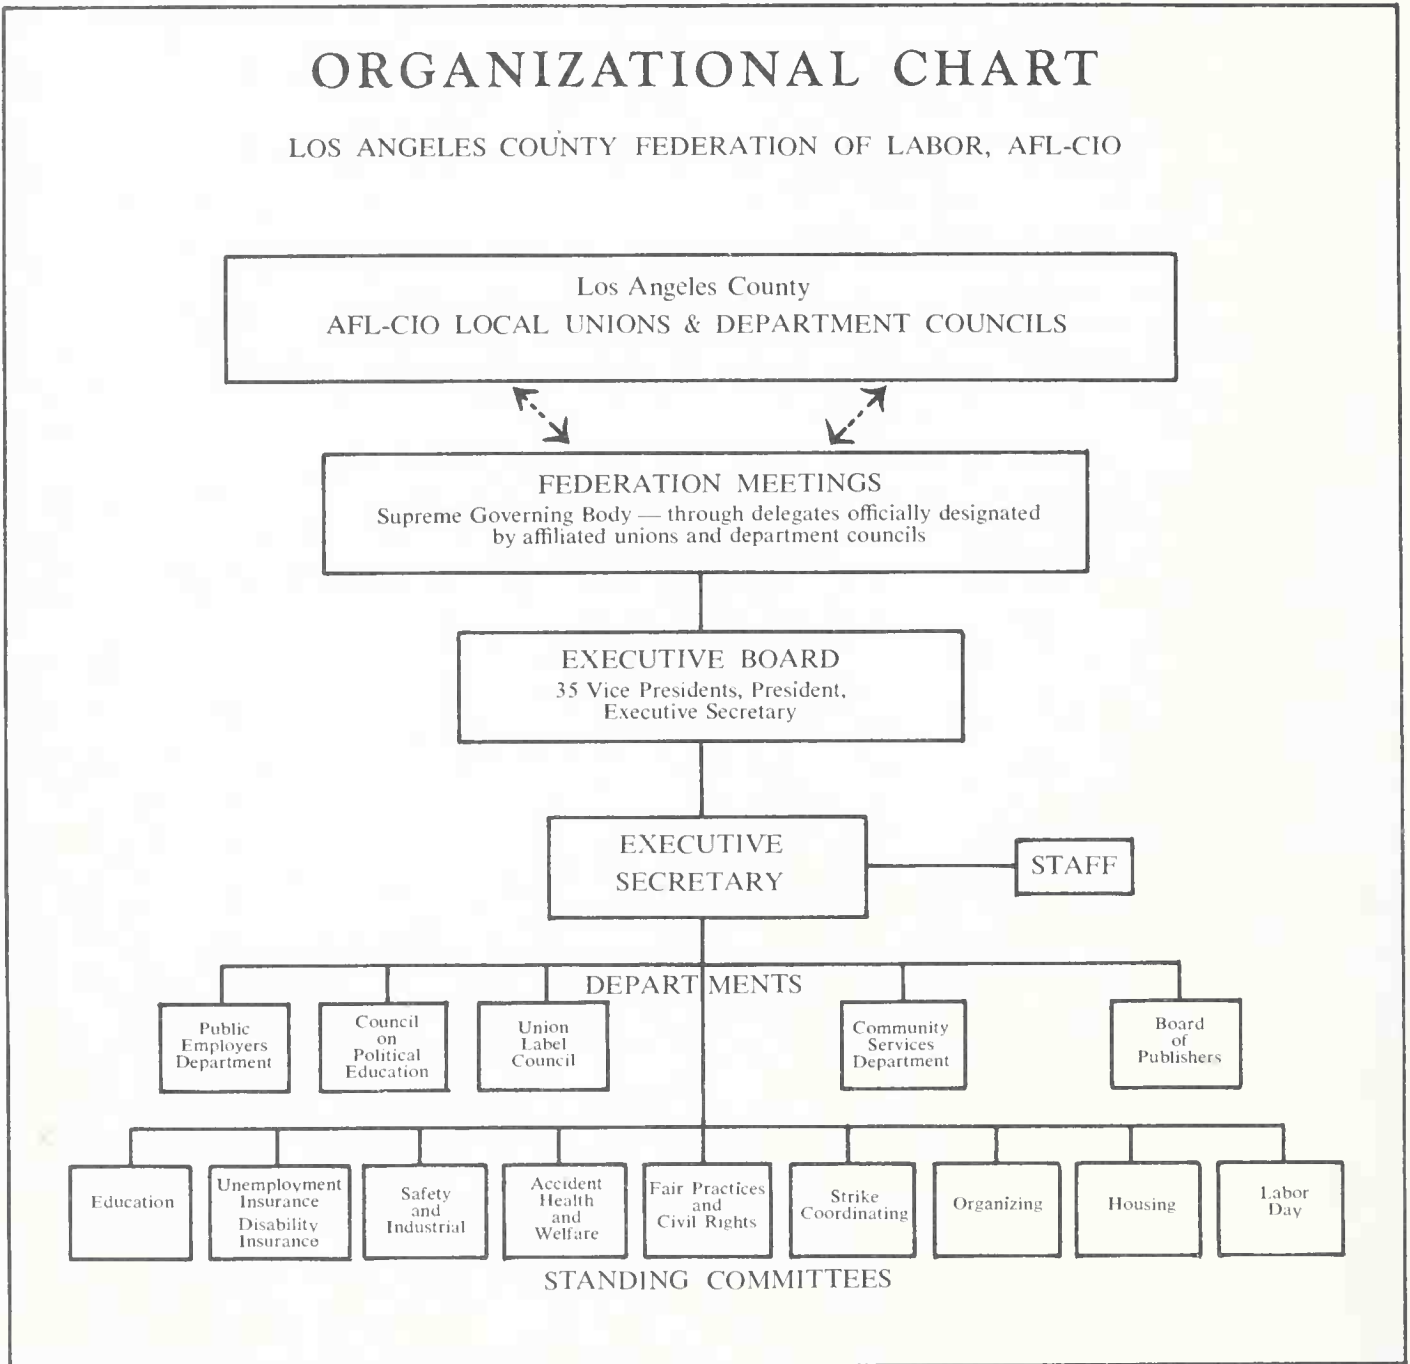 ORGANIZATIONAL CHART
LOS ANGELES COUNTY FEDERATION OF LABOR, AFL-CIO
Los Angeles County
AFL-CIO LOCAL UNIONS & DEPARTMENT COUNCILS
FEDERATION MEETINGS
Supreme Governing Body — through delegates officially designated
by affiliated unions and department councils
EXECUTIVE BOARD
35 Vice Presidents, President,
Executive Secretary
EXECUTIVE
SECRETARY
STAFF
DEPARTMENTS
Public
Employers
Department
Council
on
Political
Education
Union
Label
Council
Community
Services
Department
Board
of
Publishers
Education
Unemployment
Insurance
Disability
Insurance
Safety
and
Industrial
Accident
Health
and
Welfare
Fair Practices
and
Civil Rights
Strike
Coordinating
Organizing
Housing
Labor
Day
STANDING COMMITTEES